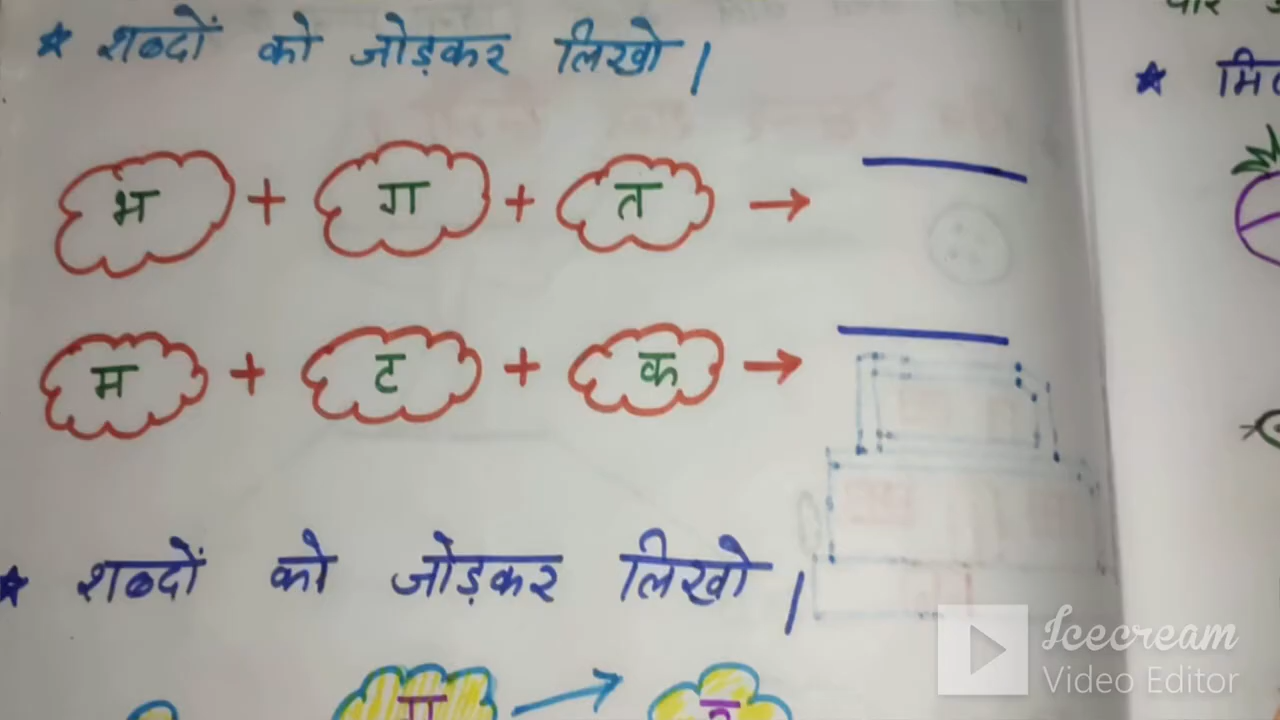 ★ शब्दों को जोड़कर लिखो |
भ + ग + त →
म + ट + क →
★ शब्दों को जोड़कर लिखो |
★
Icecream
Video Editor